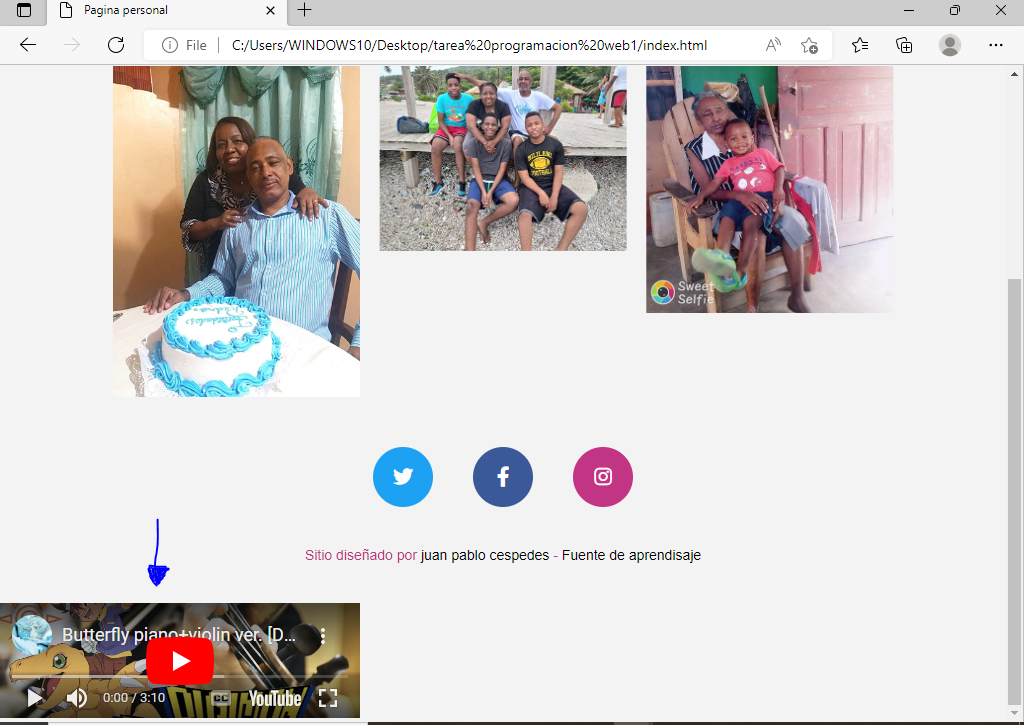 Pagina personal
File
C:/Users/WINDOWS10/Desktop/tarea%20programacion%20web1/index.html
Sweet
Selfie
Sitio diseñado por juan pablo cespedes - Fuente de aprendisaje
Butterfly piano+violin ver. [D...
0:00 / 3:10
CC
YouTube